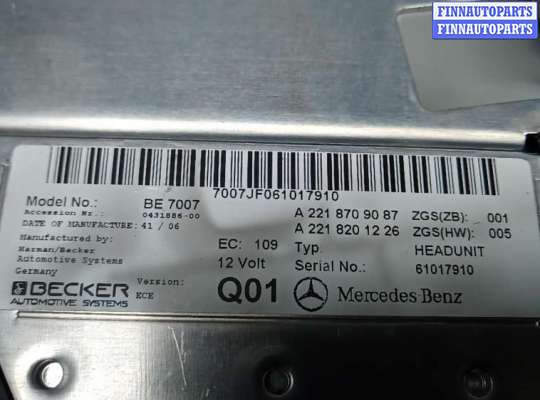 FINNAUTOPARTS
FINNAUTOPARTS
7007JF061017910
Model No.: BE 7007
Accession Nr.: 0431886-00
DATE OF MANUFACTURE: 41 / 06
A 221 870 90 87 ZGS(ZB): 001
A 221 820 12 26 ZGS(HW): 005
Manufactured by:
Harman/Becker
Automotive Systems
Germany
EC: 109
12 Volt
Typ. HEADUNIT
Serial No.: 61017910
BECKER
AUTOMOTIVE SYSTEMS
Version:
ECE
Q01
Mercedes Benz